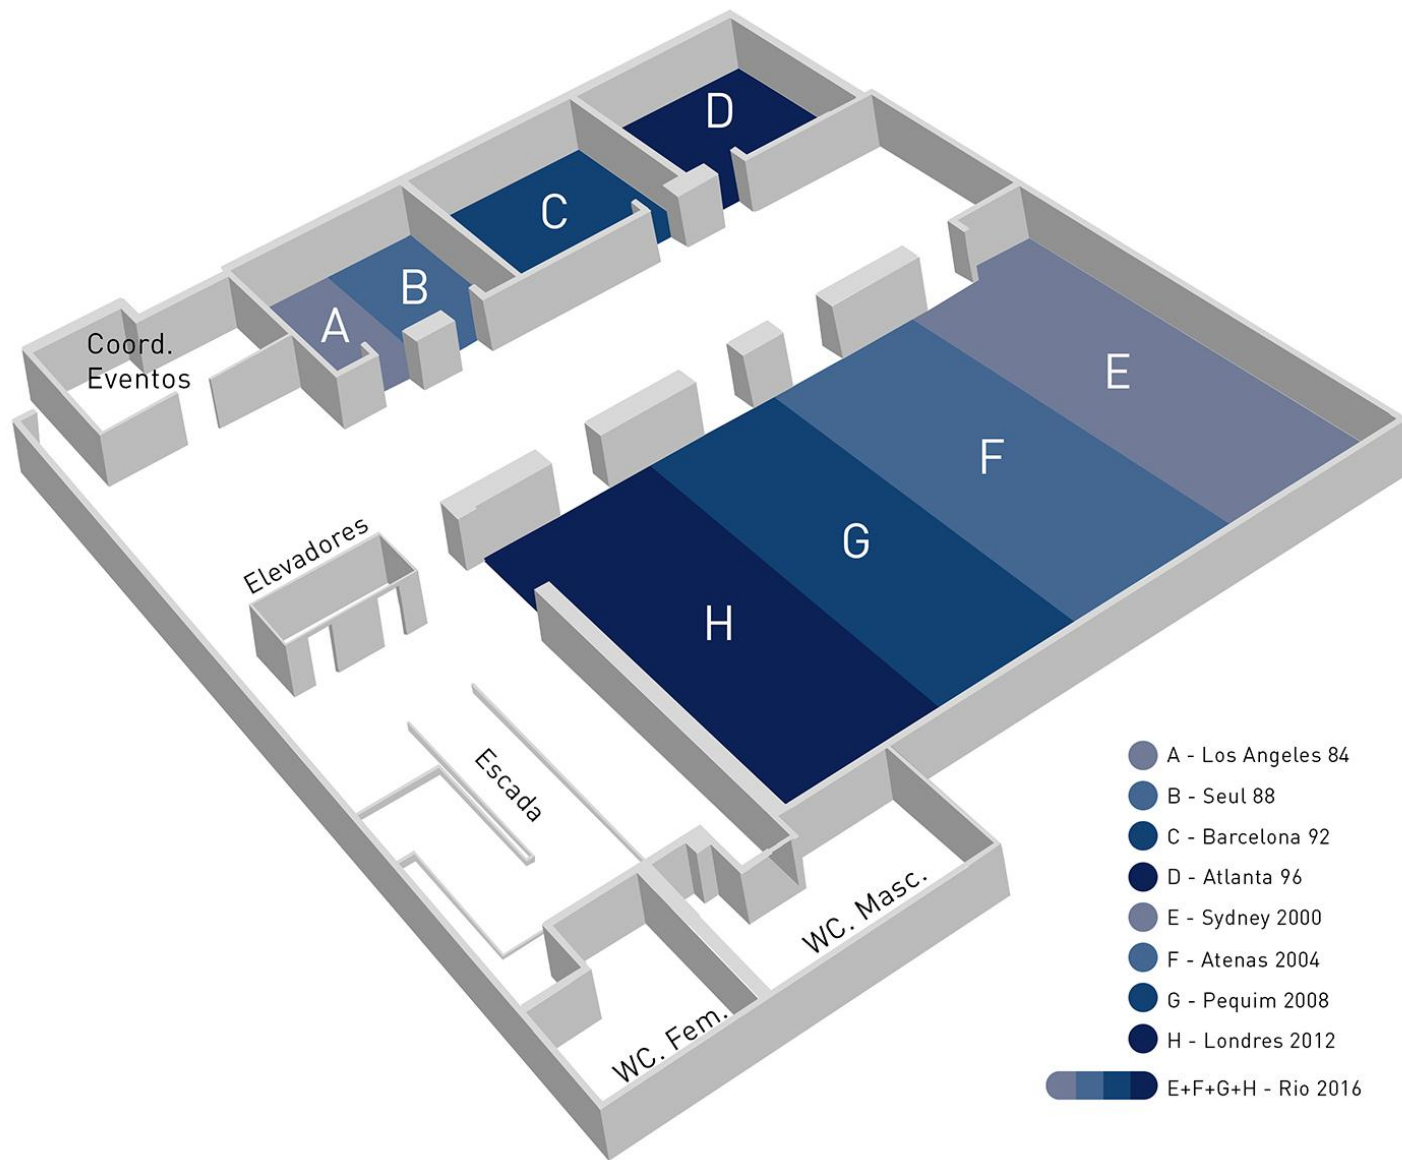 D
C
B
A
Coord.
Eventos
E
F
G
H
Elevadores
Escada
WC. Masc.
WC. Fem.
A - Los Angeles 84
B - Seul 88
C - Barcelona 92
D - Atlanta 96
E - Sydney 2000
F - Atenas 2004
G - Pequim 2008
H - Londres 2012
E+F+G+H - Rio 2016